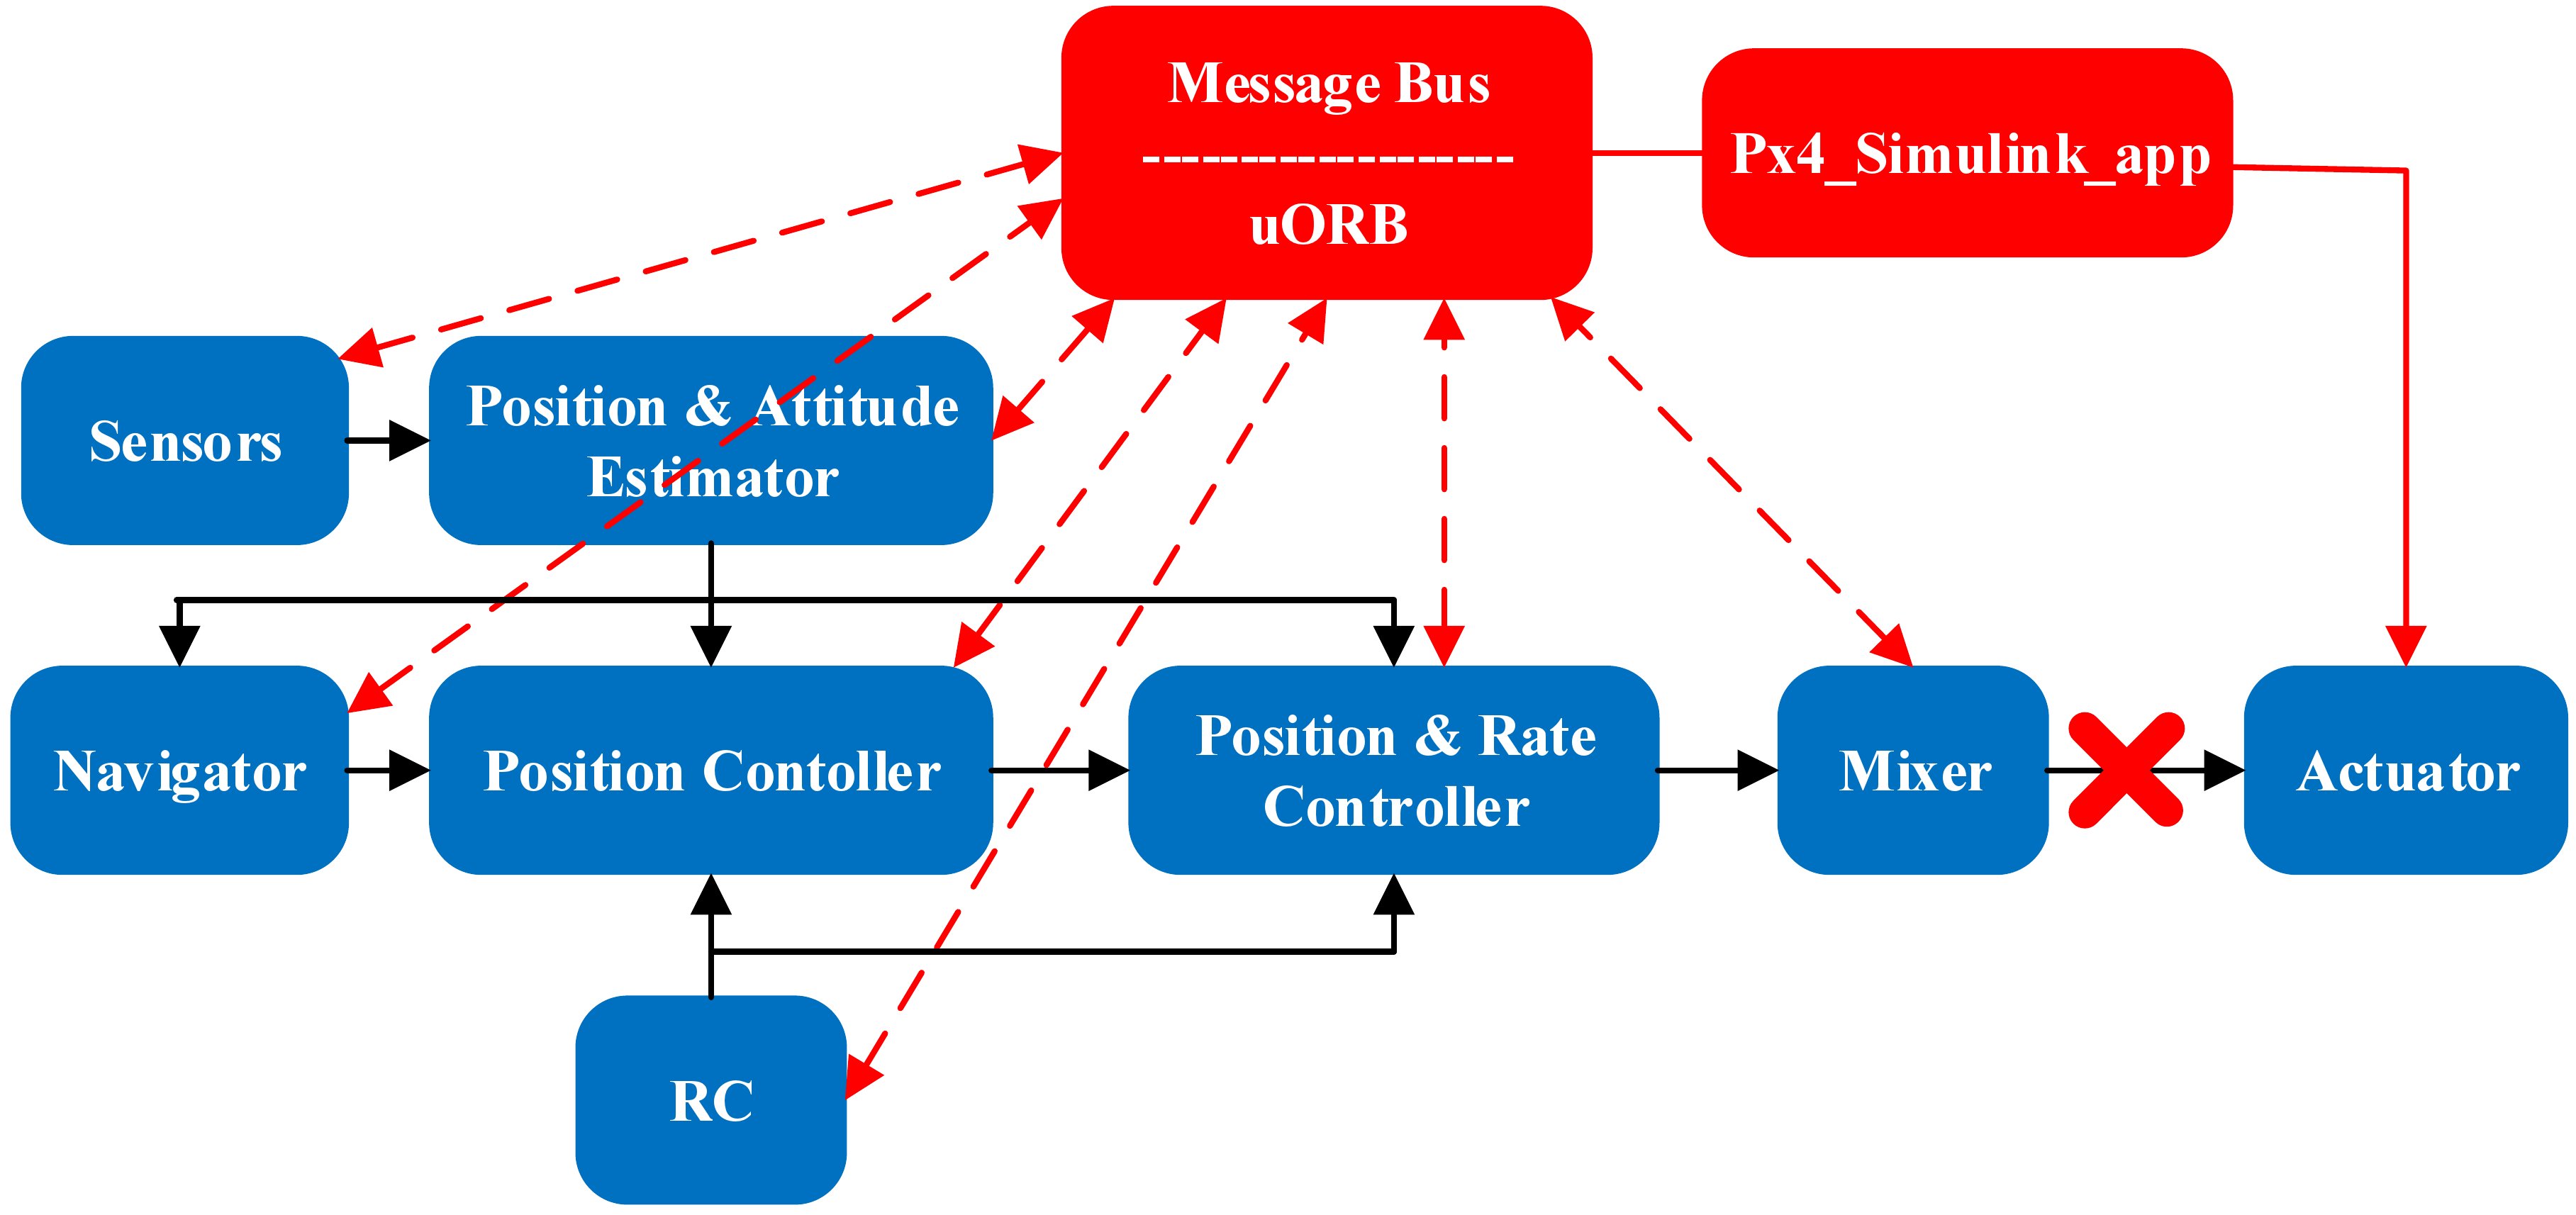 Message Bus
--------------------
uORB
Px4_Simulink_app
Sensors
Position & Attitude
Estimator
Navigator
Position Contoller
Position & Rate
Controller
Mixer
Actuator
RC